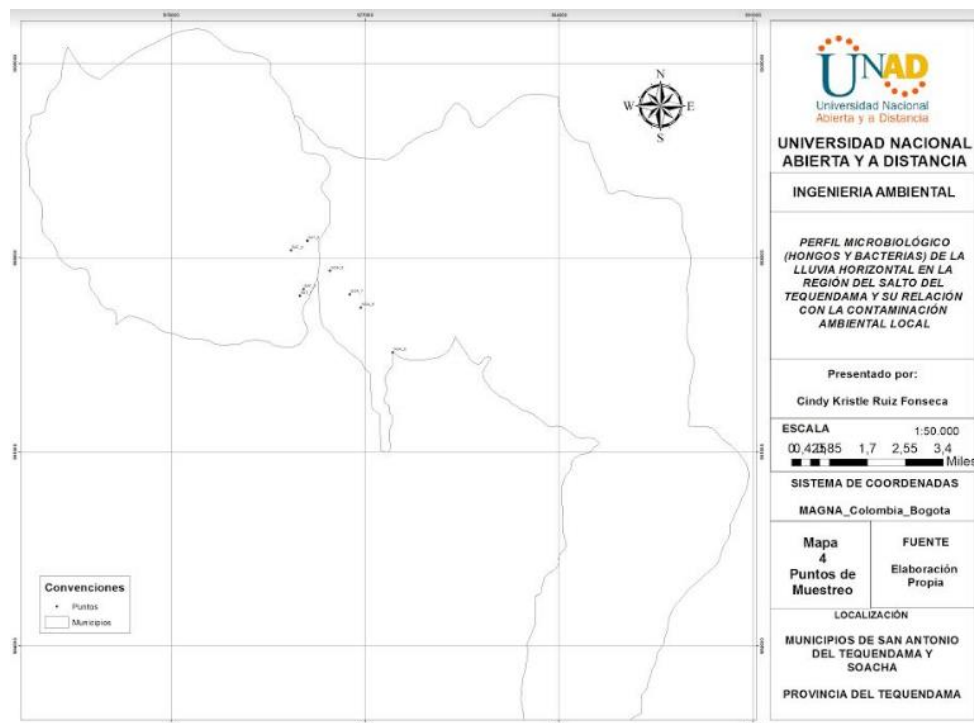 N
W
E
S
Convenciones
Puntos
Municipios
UNAD
Universidad Nacional
Abierta y a Distancia
UNIVERSIDAD NACIONAL
ABIERTA Y A DISTANCIA
INGENIERIA AMBIENTAL
PERFIL MICROBIOLÓGICO
(HONGOS Y BACTERIAS) DE LA
LLUVIA HORIZONTAL EN LA
REGIÓN DEL SALTO DEL
TEQUENDAMA Y SU RELACIÓN
CON LA CONTAMINACIÓN
AMBIENTAL LOCAL
Presentado por:
Cindy Kristle Ruiz Fonseca
ESCALA
1:50.000
1,7 2,55 3,4
Miles
SISTEMA DE COORDENADAS
MAGNA_Colombia_Bogota
Mapa
4
Puntos de
Muestreo
FUENTE
Elaboración
Propia
LOCALIZACIÓN
MUNICIPIOS DE SAN ANTONIO
DEL TEQUENDAMA Y
SOACHA
PROVINCIA DEL TEQUENDAMA